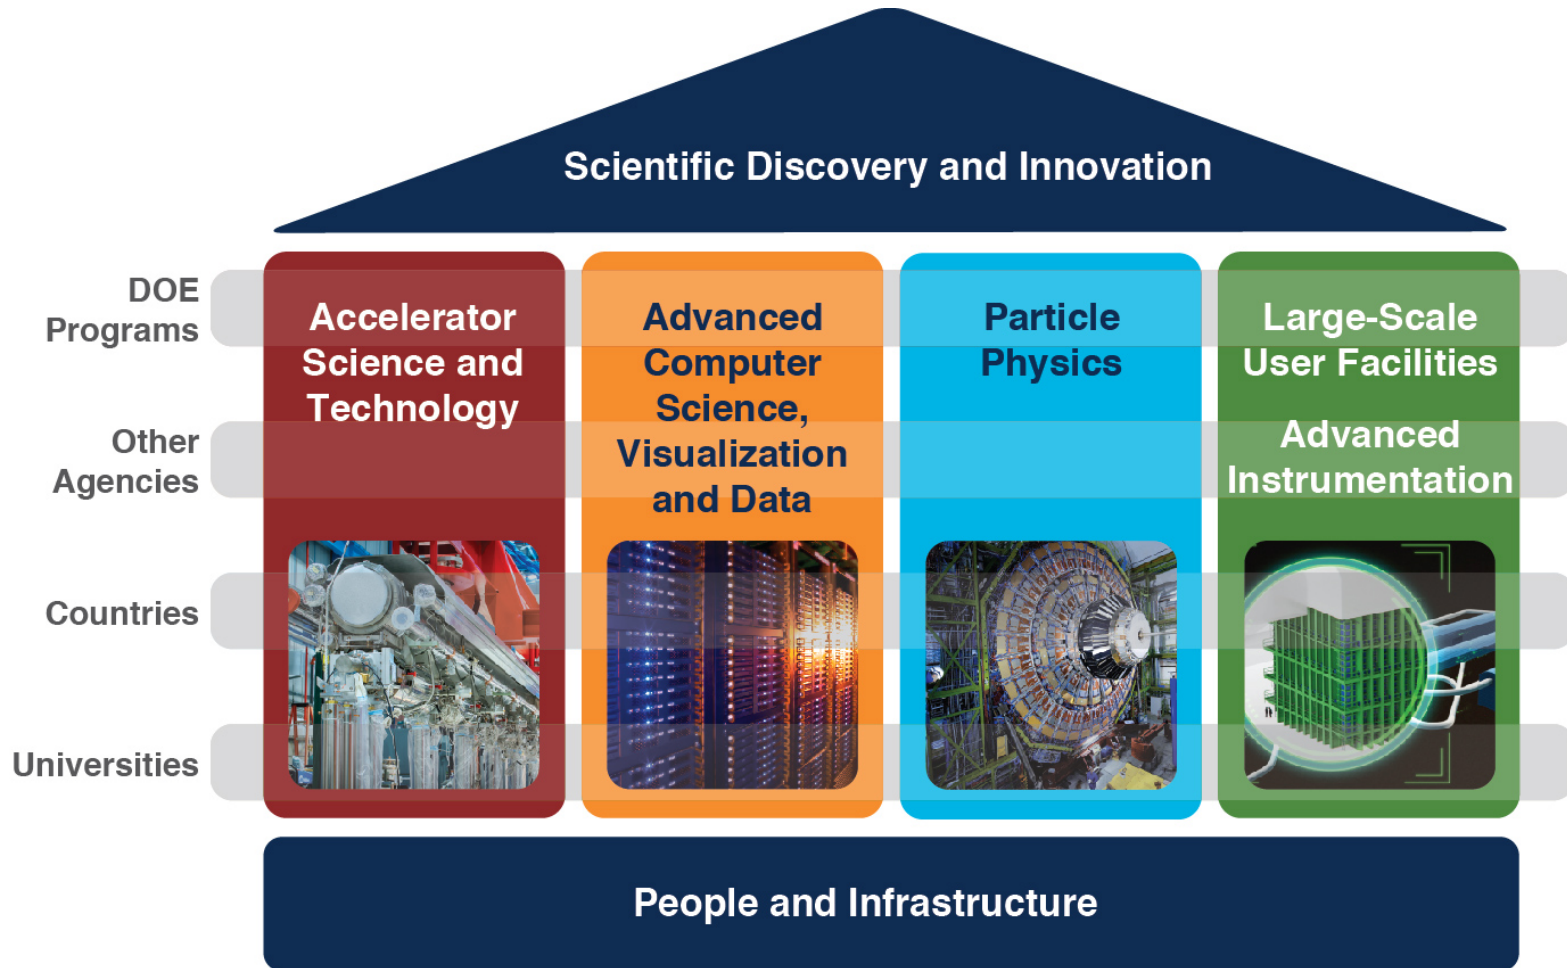 Scientific Discovery and Innovation
DOE
Programs
Accelerator
Science and
Technology
Advanced
Computer
Science,
Visualization
and Data
Particle
Physics
Large-Scale
User Facilities
Advanced
Instrumentation
Other
Agencies
Countries
Universities
People and Infrastructure